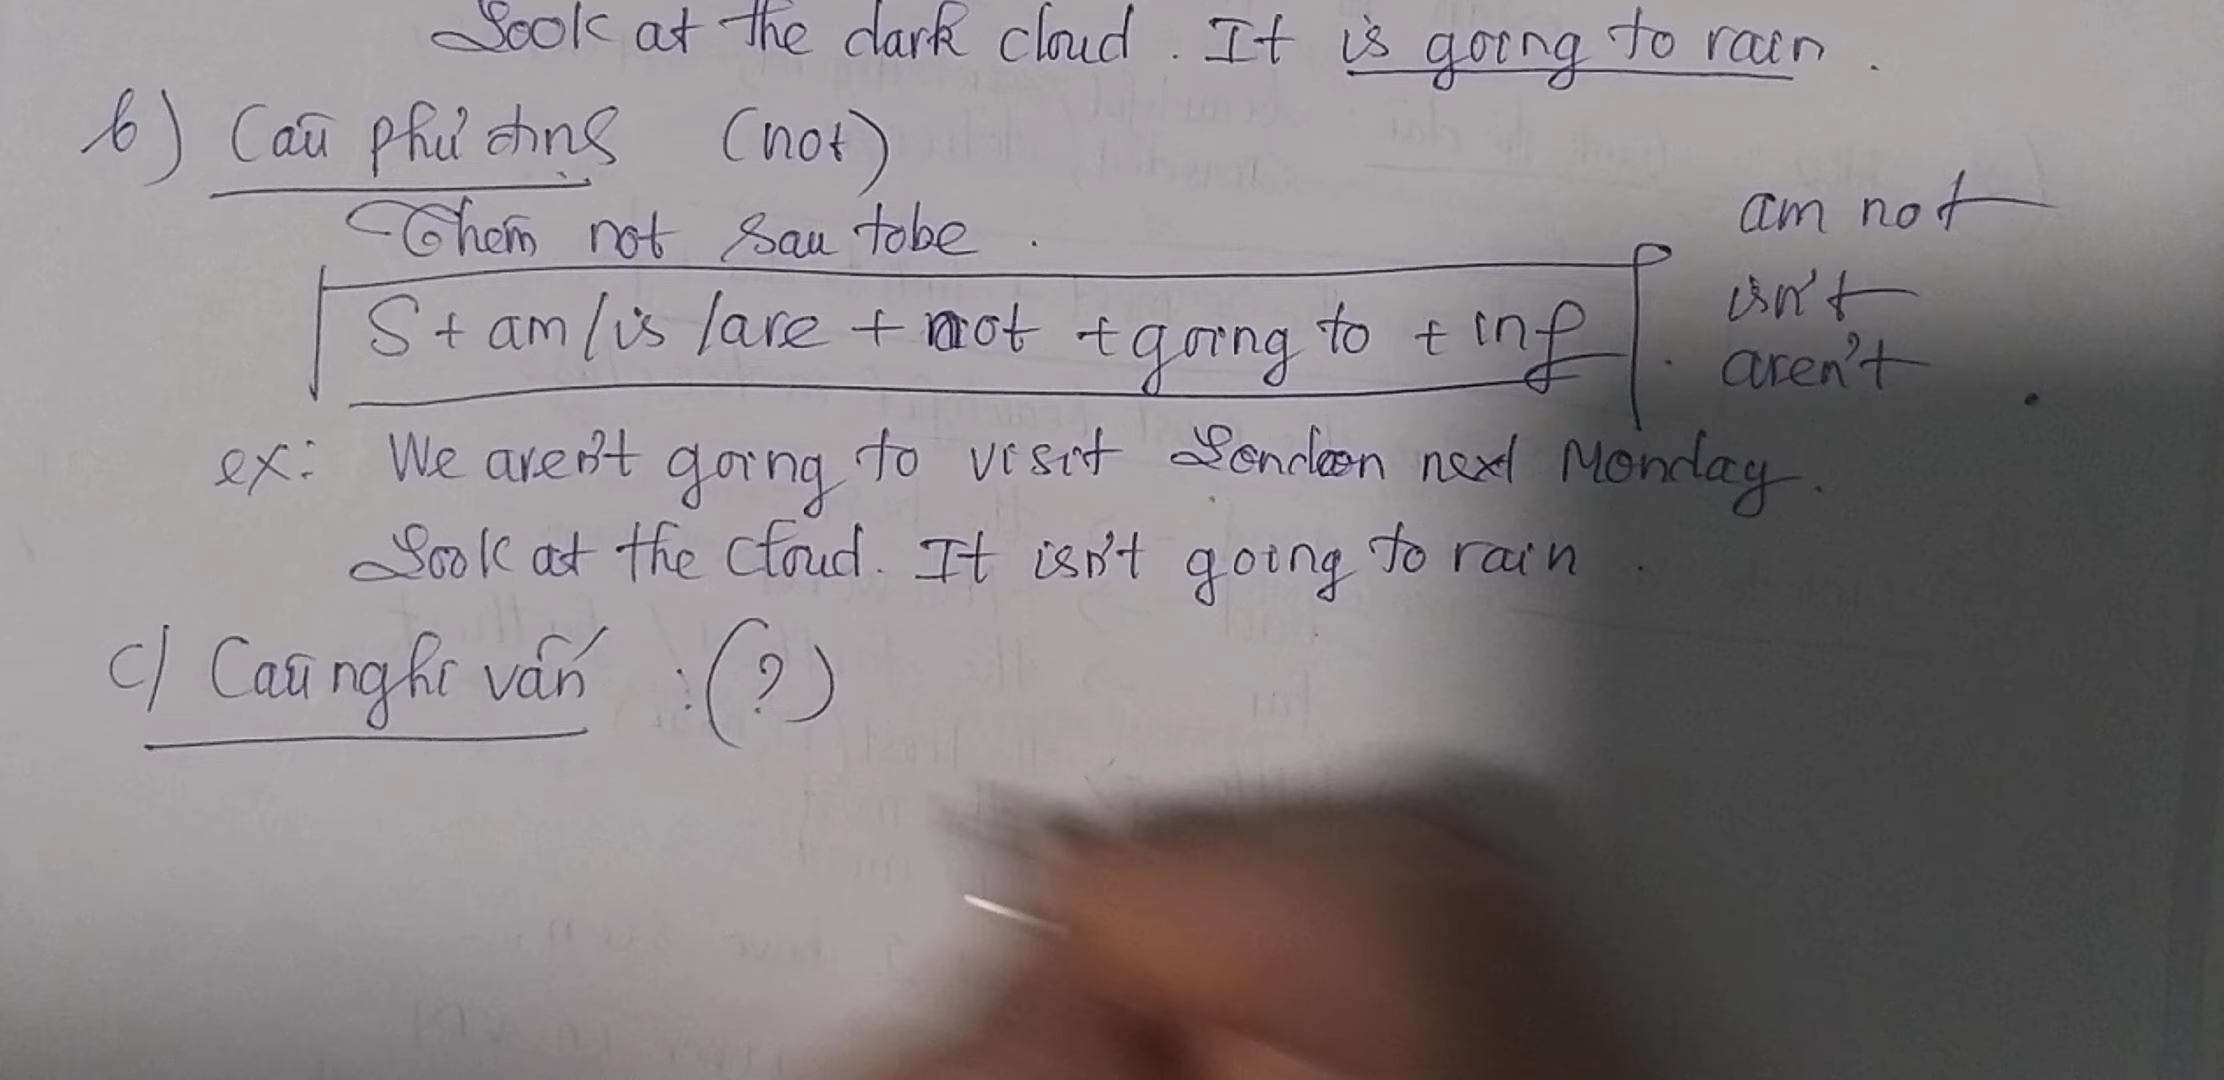 Look at the dark cloud. It is going to rain.
b) Câu phủ định (not)
Thêm not sau tobe.
am not
S + am / is / are + not + going to + inf.
isn't
aren't
ex: We aren't going to visit London next Monday.
Look at the cloud. It isn't going to rain.
c/ Câu nghi vấn : (?)